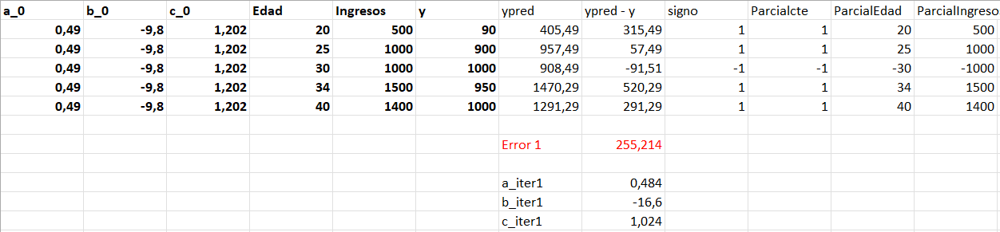 a_0 b_0 c_0 Edad Ingresos y ypred ypred - y signo Parcialcte ParcialEdad ParcialIngreso
0,49 -9,8 1,202 20 500 90 405,49 315,49 1 1 20 500
0,49 -9,8 1,202 25 1000 900 957,49 57,49 1 1 25 1000
0,49 -9,8 1,202 30 1000 1000 908,49 -91,51 -1 -1 -30 -1000
0,49 -9,8 1,202 34 1500 950 1470,29 520,29 1 1 34 1500
0,49 -9,8 1,202 40 1400 1000 1291,29 291,29 1 1 40 1400
Error 1 255,214
a_iter1 0,484
b_iter1 -16,6
c_iter1 1,024